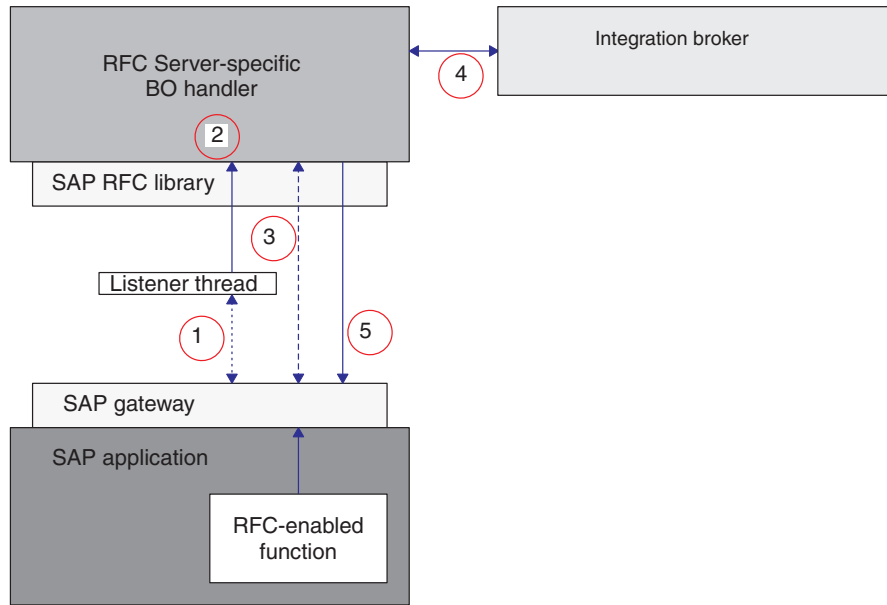 RFC Server-specific
BO handler
Integration broker
4
2
SAP RFC library
3
Listener thread
1
5
SAP gateway
SAP application
RFC-enabled
function